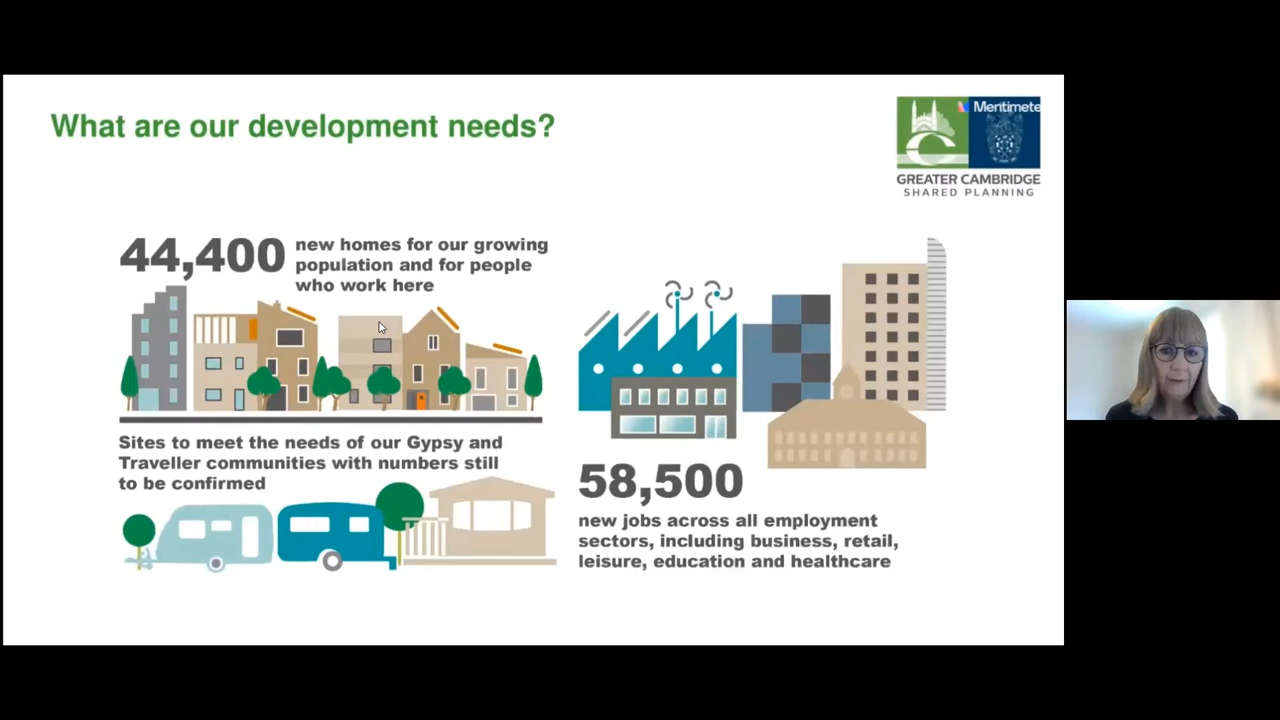 What are our development needs?
Mentimete
GREATER CAMBRIDGE
SHARED PLANNING
44,400
new homes for our growing
population and for people
who work here
Sites to meet the needs of our Gypsy and
Traveller communities with numbers still
to be confirmed
58,500
new jobs across all employment
sectors, including business, retail,
leisure, education and healthcare